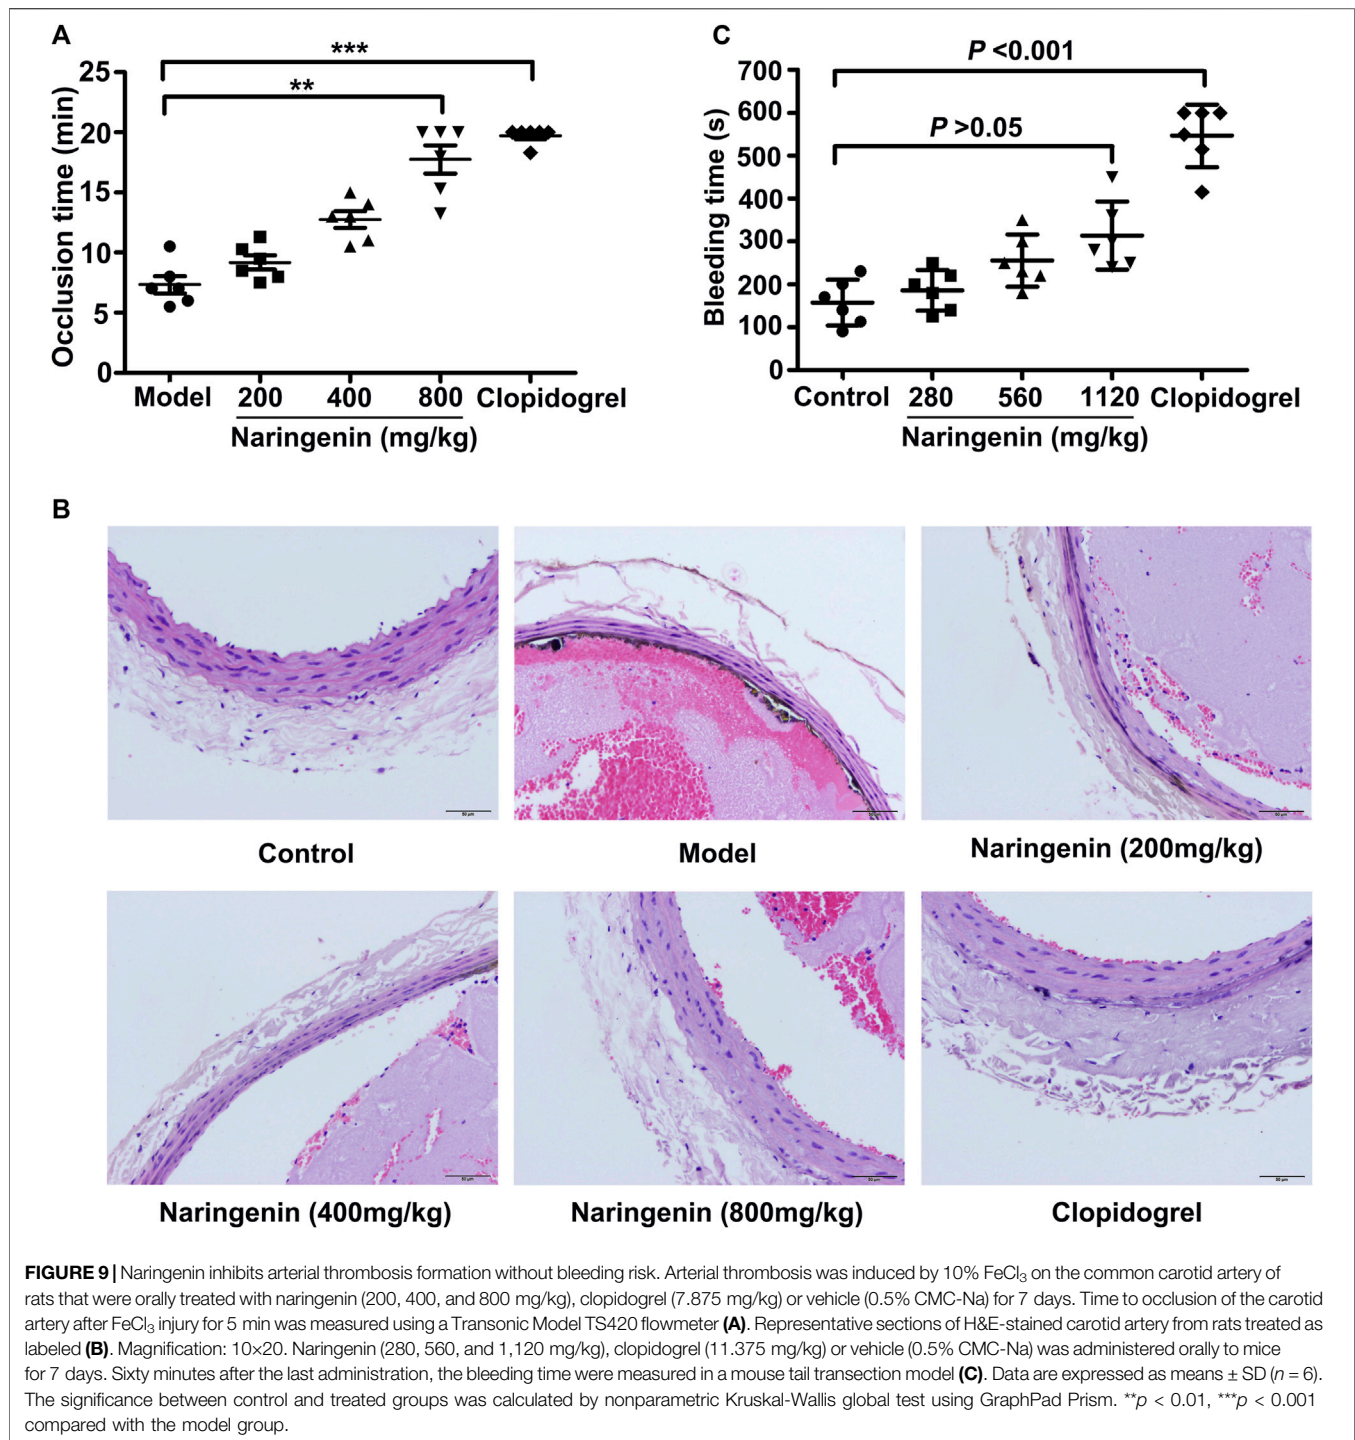 A
***
**
Occlusion time (min)
25
20
15
10
5
0
Model
200
400
800
Clopidogrel
Naringenin (mg/kg)
C
P <0.001
P >0.05
Bleeding time (s)
700
600
500
400
300
200
100
0
Control
280
560
1120
Clopidogrel
Naringenin (mg/kg)
B
Control
Model
Naringenin (200mg/kg)
Naringenin (400mg/kg)
Naringenin (800mg/kg)
Clopidogrel
FIGURE 9 | Naringenin inhibits arterial thrombosis formation without bleeding risk. Arterial thrombosis was induced by 10% FeCl₃ on the common carotid artery of
rats that were orally treated with naringenin (200, 400, and 800 mg/kg), clopidogrel (7.875 mg/kg) or vehicle (0.5% CMC-Na) for 7 days. Time to occlusion of the carotid
artery after FeCl₃ injury for 5 min was measured using a Transonic Model TS420 flowmeter (A). Representative sections of H&E-stained carotid artery from rats treated as
labeled (B). Magnification: 10×20. Naringenin (280, 560, and 1,120 mg/kg), clopidogrel (11.375 mg/kg) or vehicle (0.5% CMC-Na) was administered orally to mice
for 7 days. Sixty minutes after the last administration, the bleeding time were measured in a mouse tail transection model (C). Data are expressed as means ± SD (n = 6).
The significance between control and treated groups was calculated by nonparametric Kruskal-Wallis global test using GraphPad Prism. **p < 0.01, ***p < 0.001
compared with the model group.